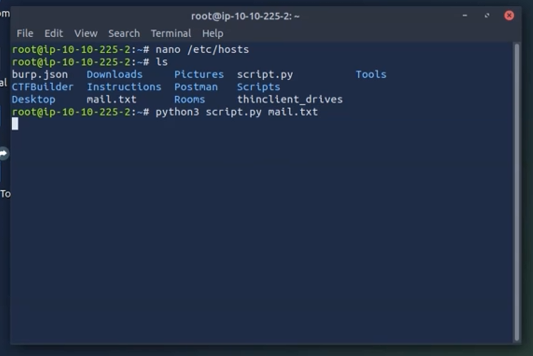 om
root@ip-10-10-225-2: ~
File Edit View Search Terminal Help
root@ip-10-10-225-2:~# nano /etc/hosts
root@ip-10-10-225-2:~# ls
burp.json Downloads Pictures script.py Tools
CTFBuilder Instructions Postman Scripts
Desktop mail.txt Rooms thinclient_drives
root@ip-10-10-225-2:~# python3 script.py mail.txt
al
To